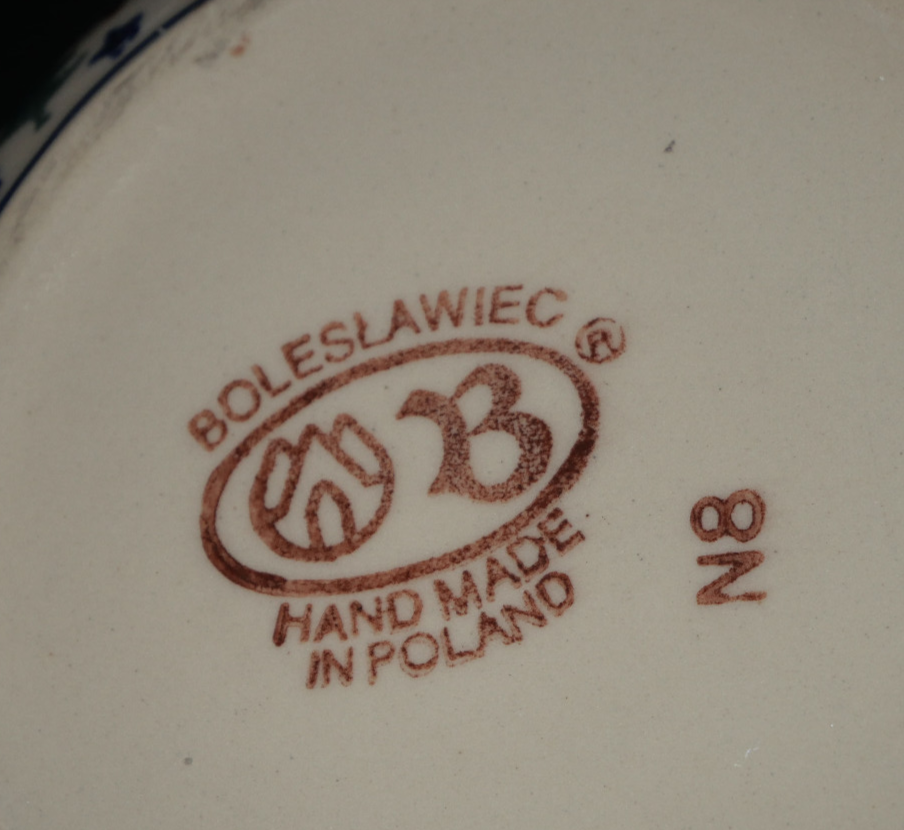 BOLESŁAWIEC ®
B
HAND MADE
IN POLAND
N8